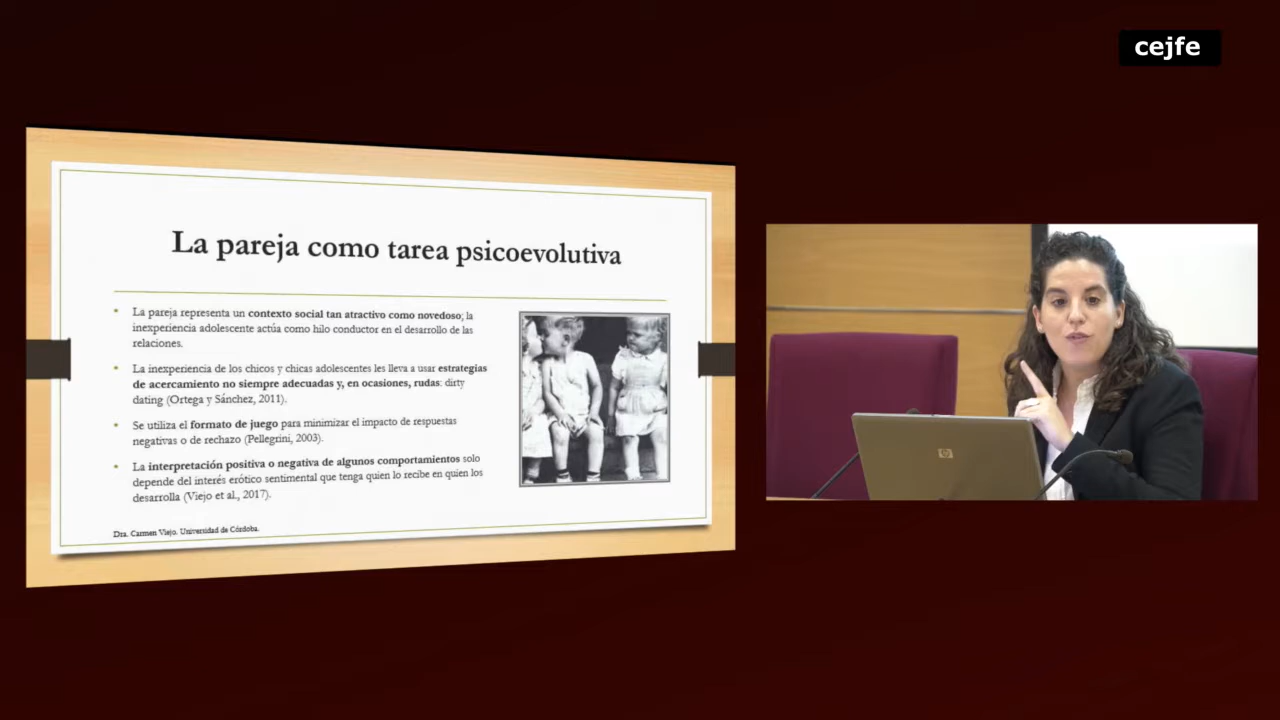 cejfe
La pareja como tarea psicoevolutiva
• La pareja representa un contexto social tan atractivo como novedoso; la
inexperiencia adolescente actúa como hilo conductor en el desarrollo de las
relaciones.
• La inexperiencia de los chicos y chicas adolescentes les lleva a usar estrategias
de acercamiento no siempre adecuadas y, en ocasiones, rudas: dirty
dating (Ortega y Sánchez, 2011).
• Se utiliza el formato de juego para minimizar el impacto de respuestas
negativas o de rechazo (Pellegrini, 2003).
• La interpretación positiva o negativa de algunos comportamientos solo
depende del interés erótico sentimental que tenga quien lo recibe en quien los
desarrolla (Viejo et al., 2017).
Dra. Carmen Viejo. Universidad de Córdoba.
hp